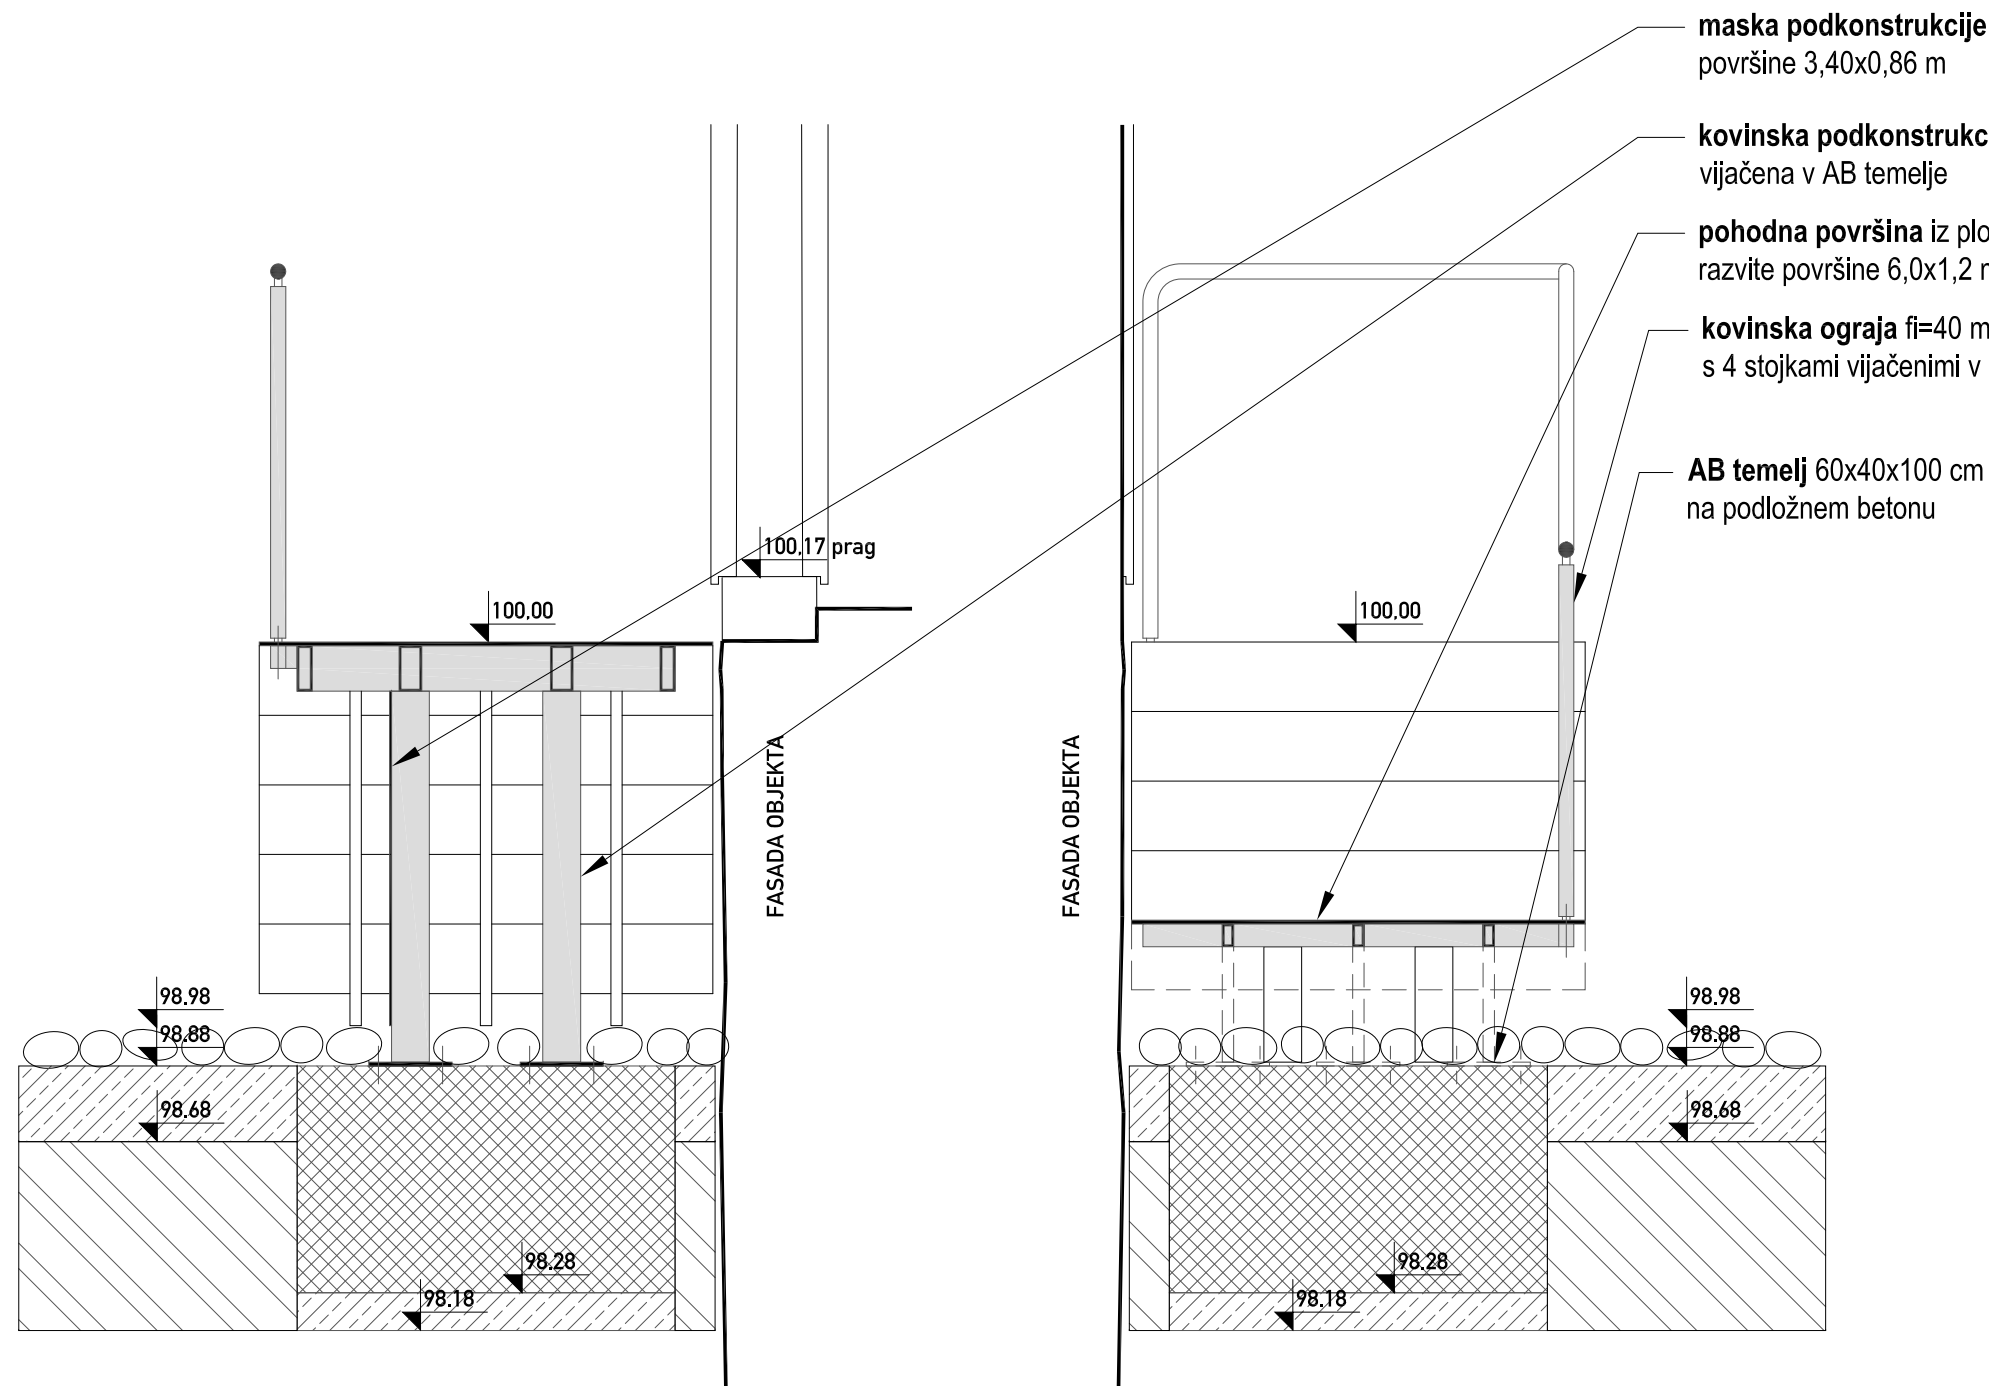 maska podkonstrukcije
površine 3,40x0,86 m
kovinska podkonstrukc
vijačena v AB temelje
pohodna površina iz plo
razvite površine 6,0x1,2
kovinska ograja fi=40 m
s 4 stojkami vijačenimi v
AB temelj 60x40x100 cm
na podložnem betonu
100,17 prag
100,00
100,00
FASADA OBJEKTA
FASADA OBJEKTA
98.98
98.88
98.68
98.28
98.18
98.98
98.88
98.68
98.28
98.18